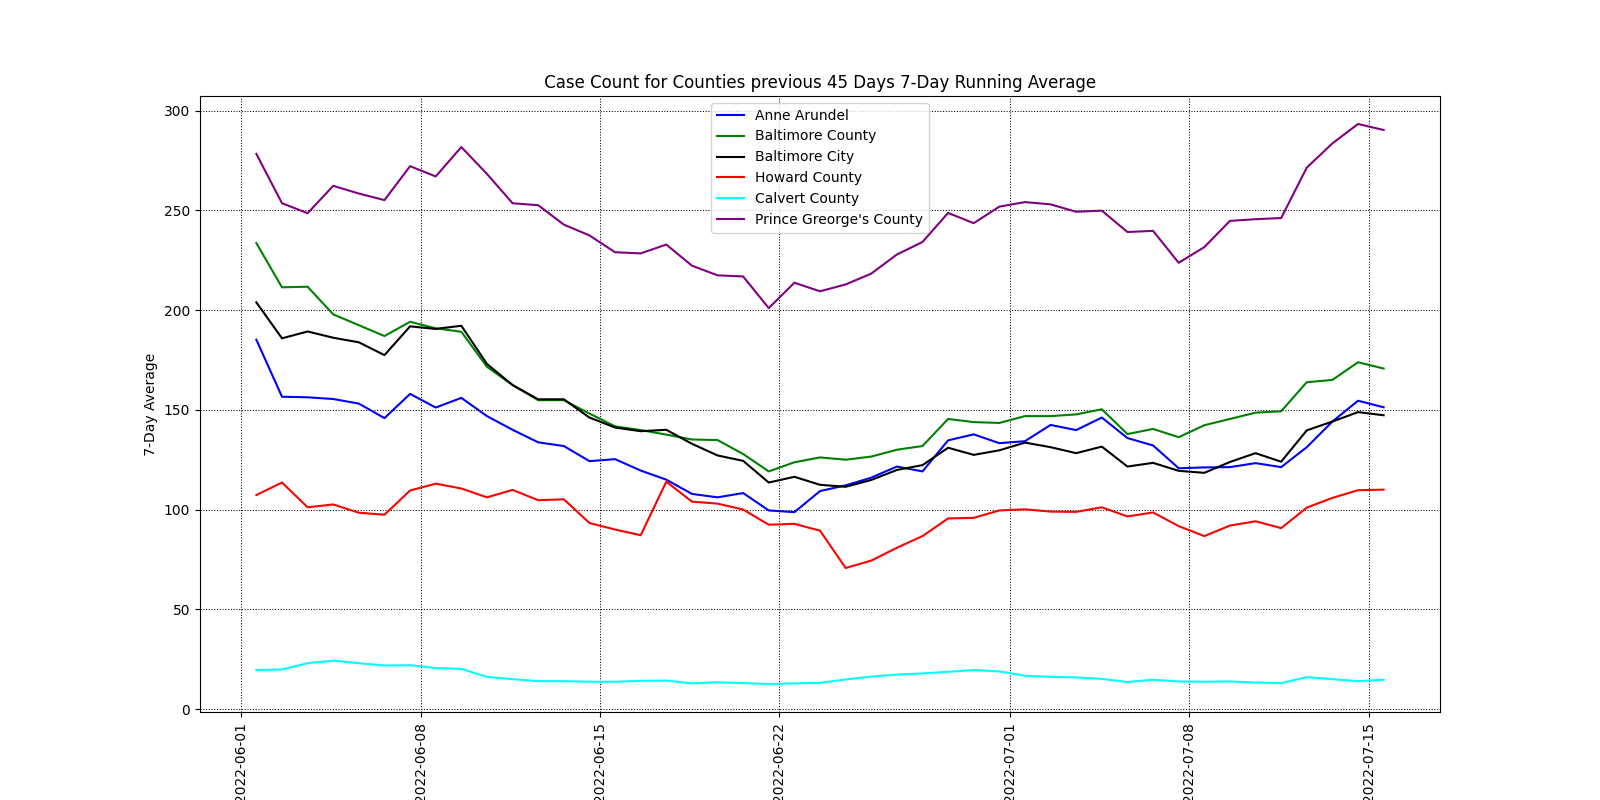 Case Count for Counties previous 45 Days 7-Day Running Average
Anne Arundel
Baltimore County
Baltimore City
Howard County
Calvert County
Prince Greorge's County
7-Day Average
300
250
200
150
100
50
0
2022-06-01
2022-06-08
2022-06-15
2022-06-22
2022-07-01
2022-07-08
2022-07-15